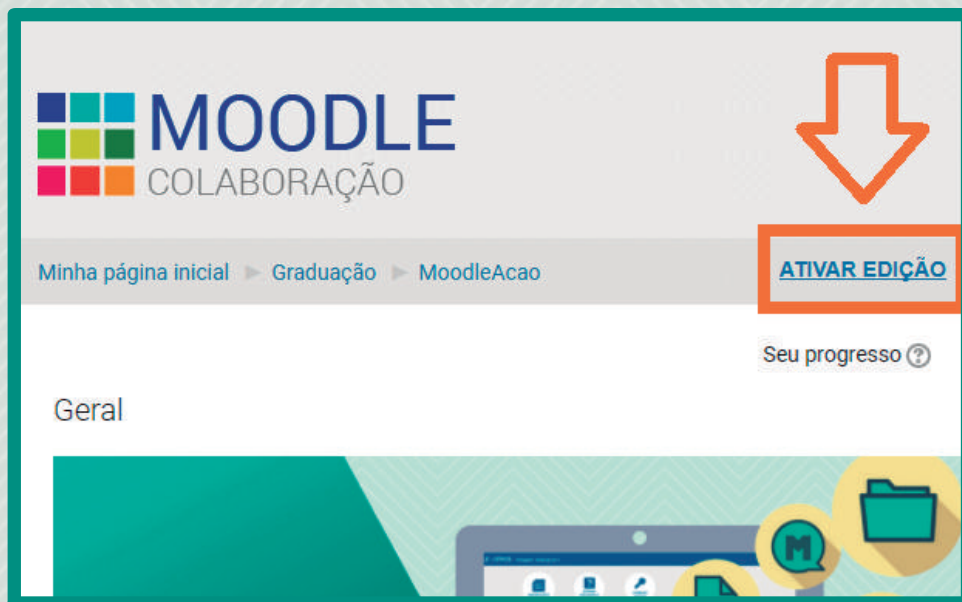 MOODLE
COLABORAÇÃO
Minha página inicial Graduação MoodleAcao
ATIVAR EDIÇÃO
Seu progresso ?
Geral
M